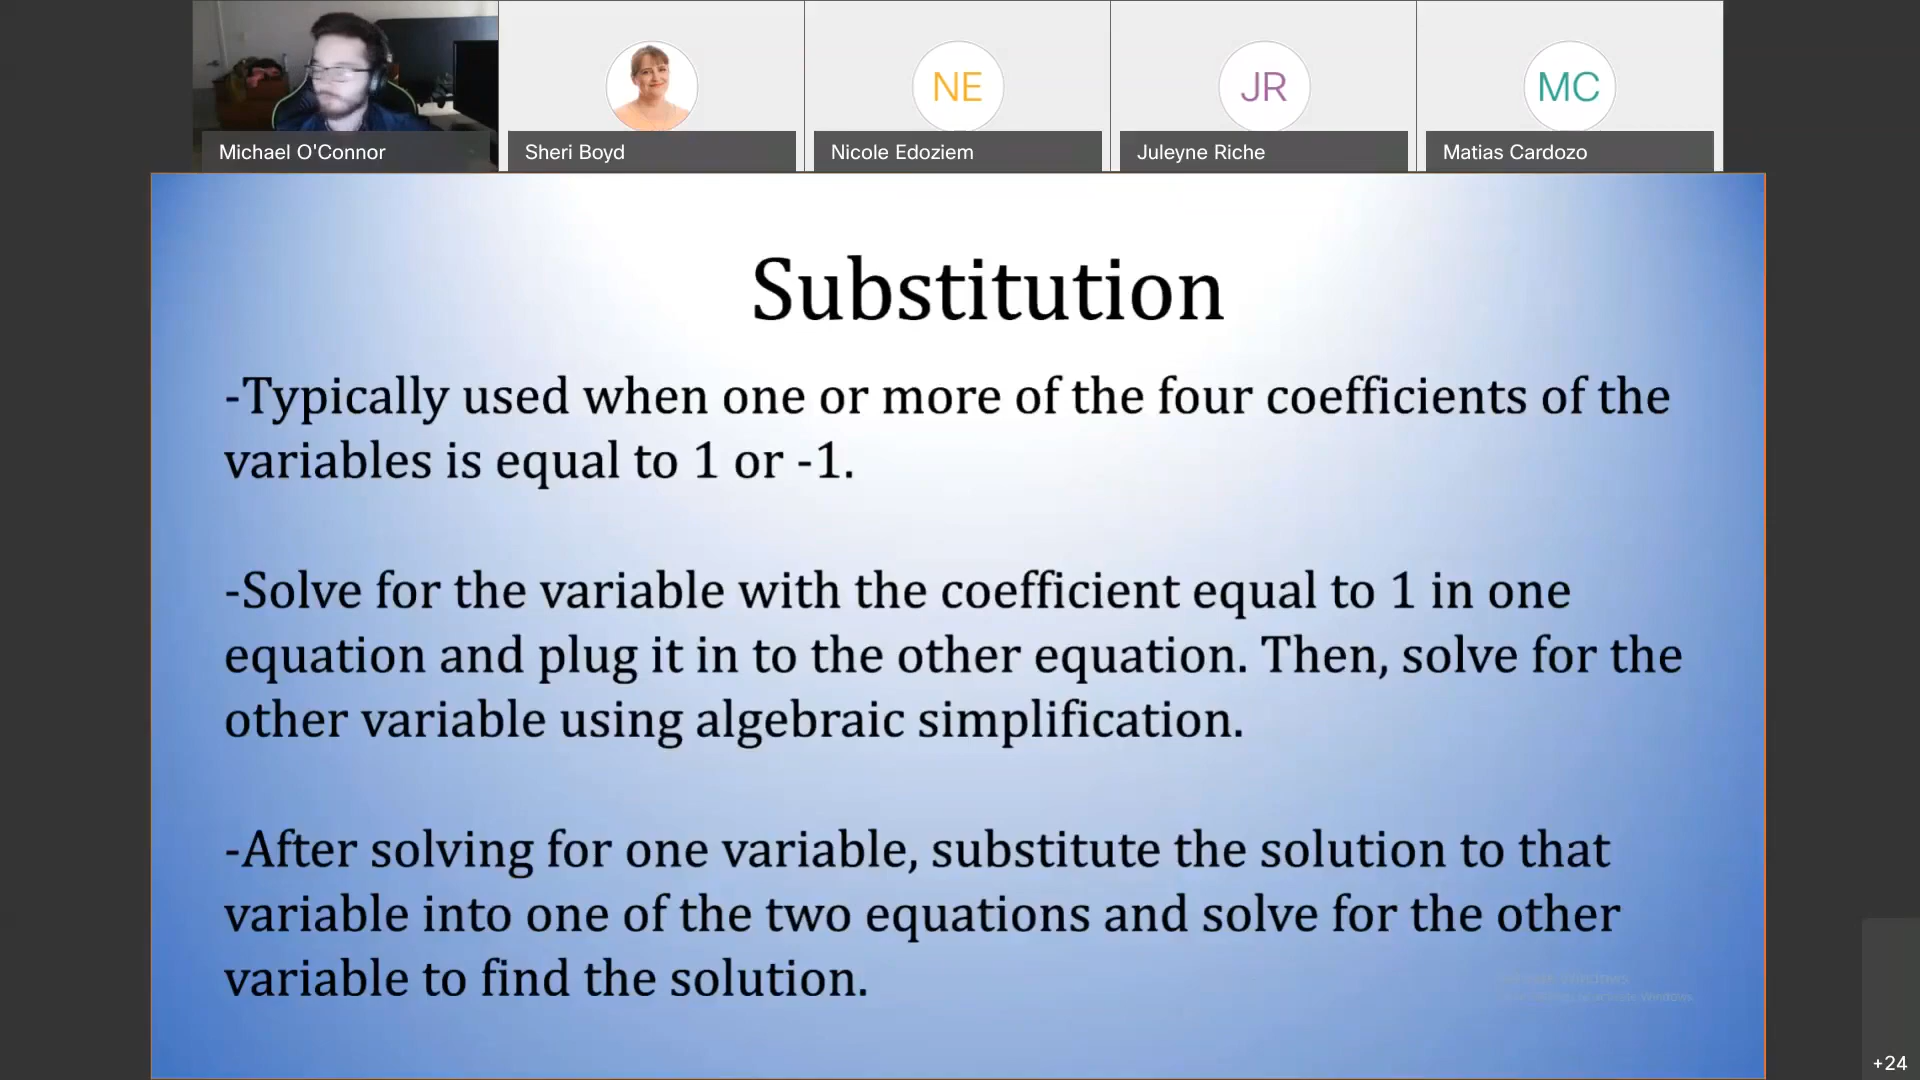 NE
JR
MC
Michael O'Connor
Sheri Boyd
Nicole Edoziem
Juleyne Riche
Matias Cardozo
Substitution
-Typically used when one or more of the four coefficients of the
variables is equal to 1 or -1.
-Solve for the variable with the coefficient equal to 1 in one
equation and plug it in to the other equation. Then, solve for the
other variable using algebraic simplification.
-After solving for one variable, substitute the solution to that
variable into one of the two equations and solve for the other
variable to find the solution.
+24